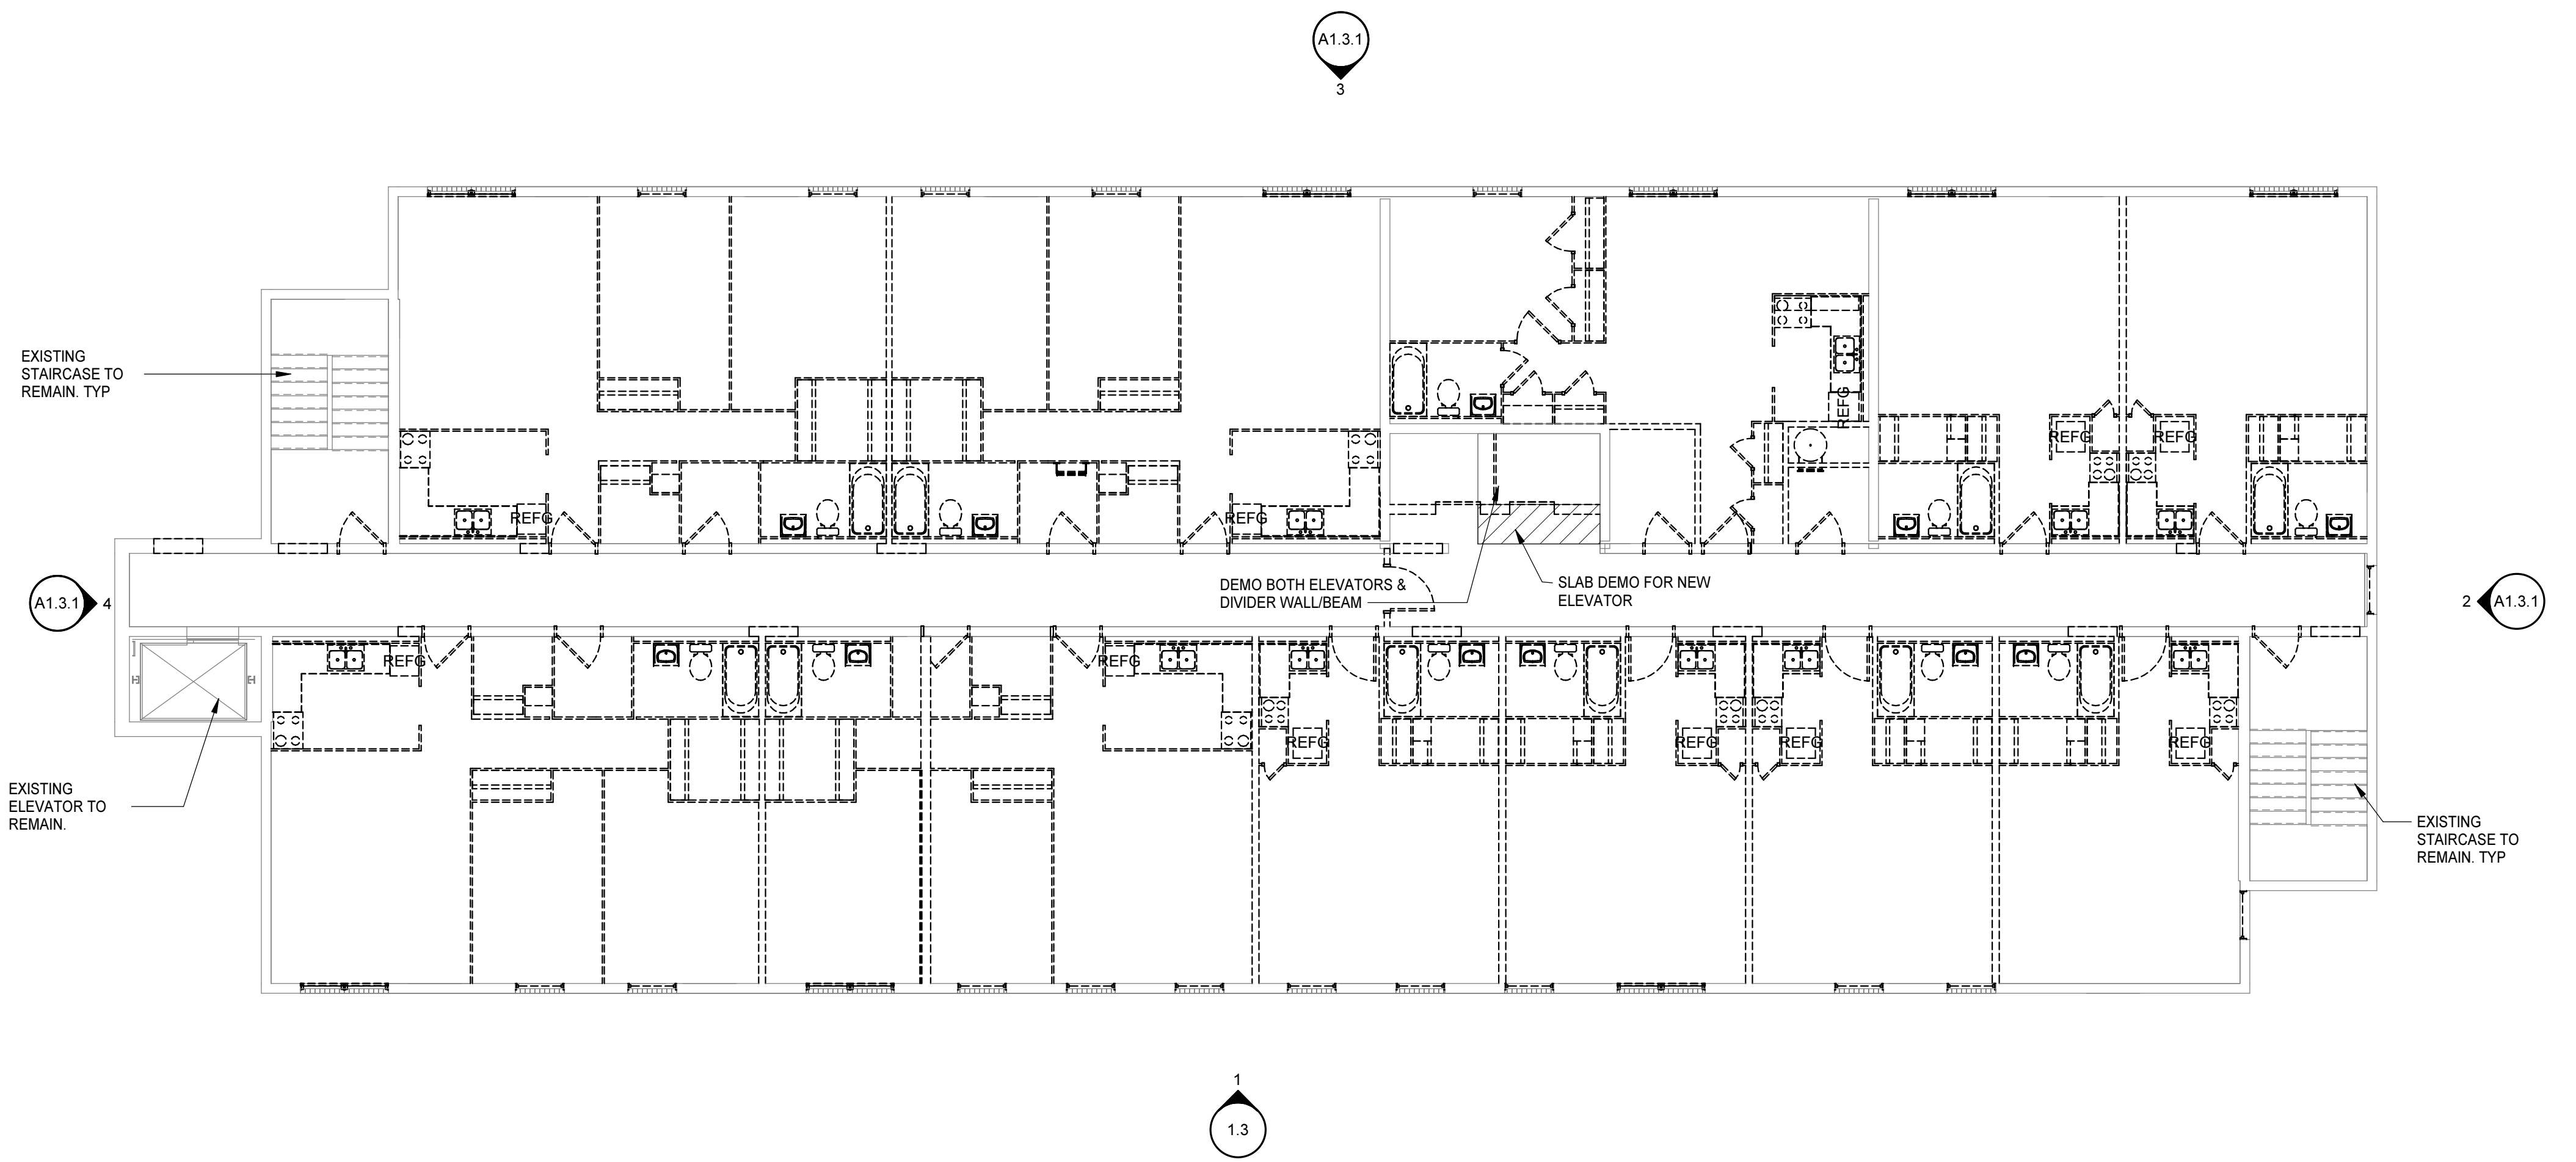 A1.3.1
3
EXISTING
STAIRCASE TO
REMAIN. TYP
REFG
REFG
REFG
REFG
REFG
DEMO BOTH ELEVATORS &
DIVIDER WALL/BEAM
SLAB DEMO FOR NEW
ELEVATOR
A1.3.1
4
2
A1.3.1
REFG
REFG
REFG
REFG
REFG
REFG
EXISTING
ELEVATOR TO
REMAIN.
EXISTING
STAIRCASE TO
REMAIN. TYP
1
1.3